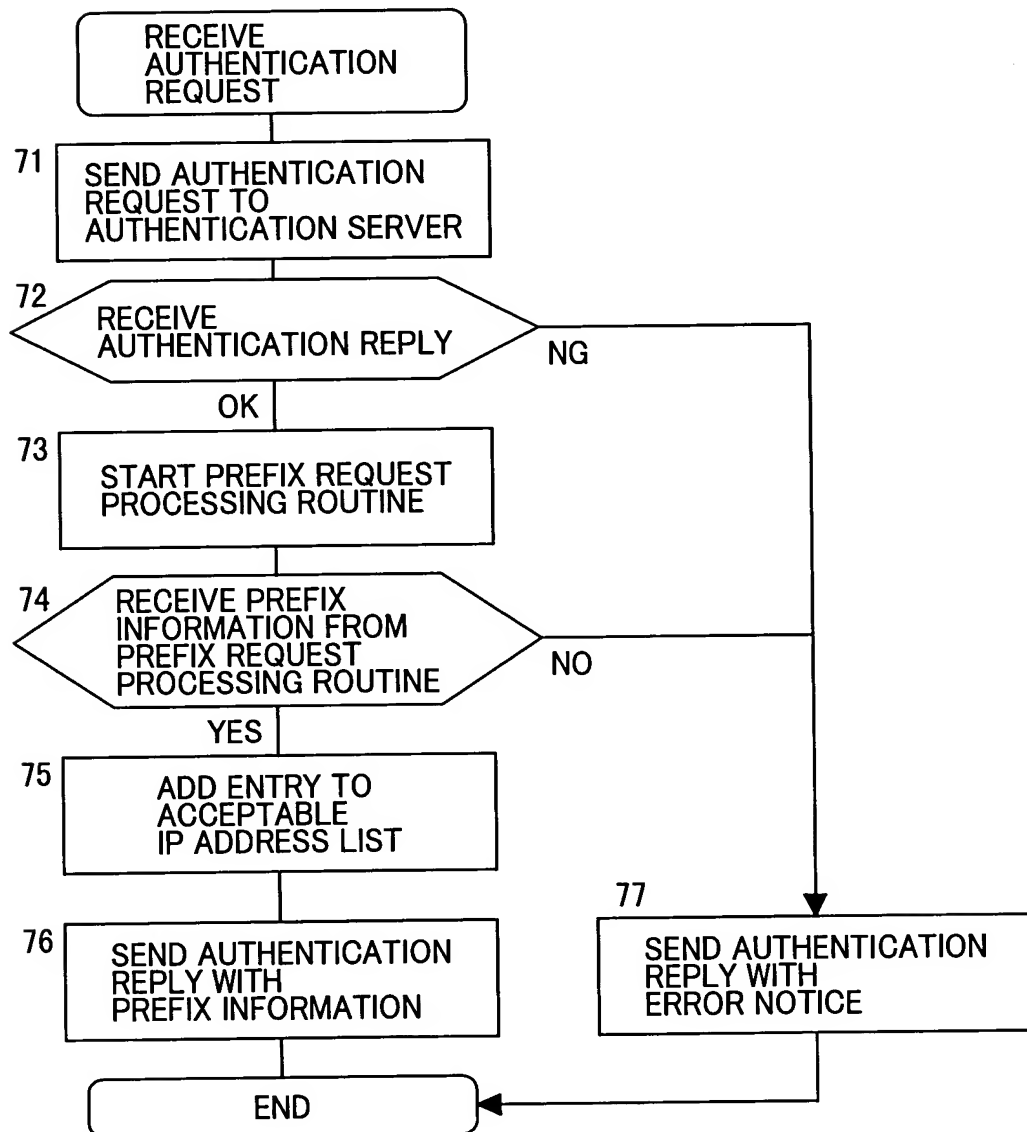 RECEIVE
AUTHENTICATION
REQUEST
71
SEND AUTHENTICATION
REQUEST TO
AUTHENTICATION SERVER
72
RECEIVE
AUTHENTICATION REPLY
NG
OK
73
START PREFIX REQUEST
PROCESSING ROUTINE
74
RECEIVE PREFIX
INFORMATION FROM
PREFIX REQUEST
PROCESSING ROUTINE
NO
YES
75
ADD ENTRY TO
ACCEPTABLE
IP ADDRESS LIST
76
SEND AUTHENTICATION
REPLY WITH
PREFIX INFORMATION
77
SEND AUTHENTICATION
REPLY WITH
ERROR NOTICE
END